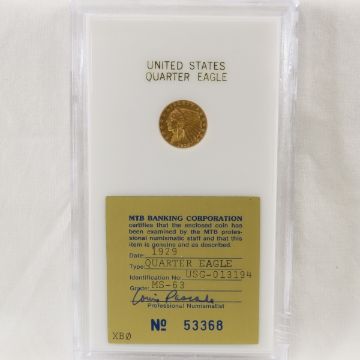 UNITED STATES
QUARTER EAGLE
MTB BANKING CORPORATION
certifies that the enclosed coin has
been examined by the MTB profes-
sional numismatic staff and that this
item is genuine and as described.
Date: 1929
Type: QUARTER EAGLE
Identification No: USG-013194
Grade: MS-63
Professional Numismatist
XBØ
Nº 53368